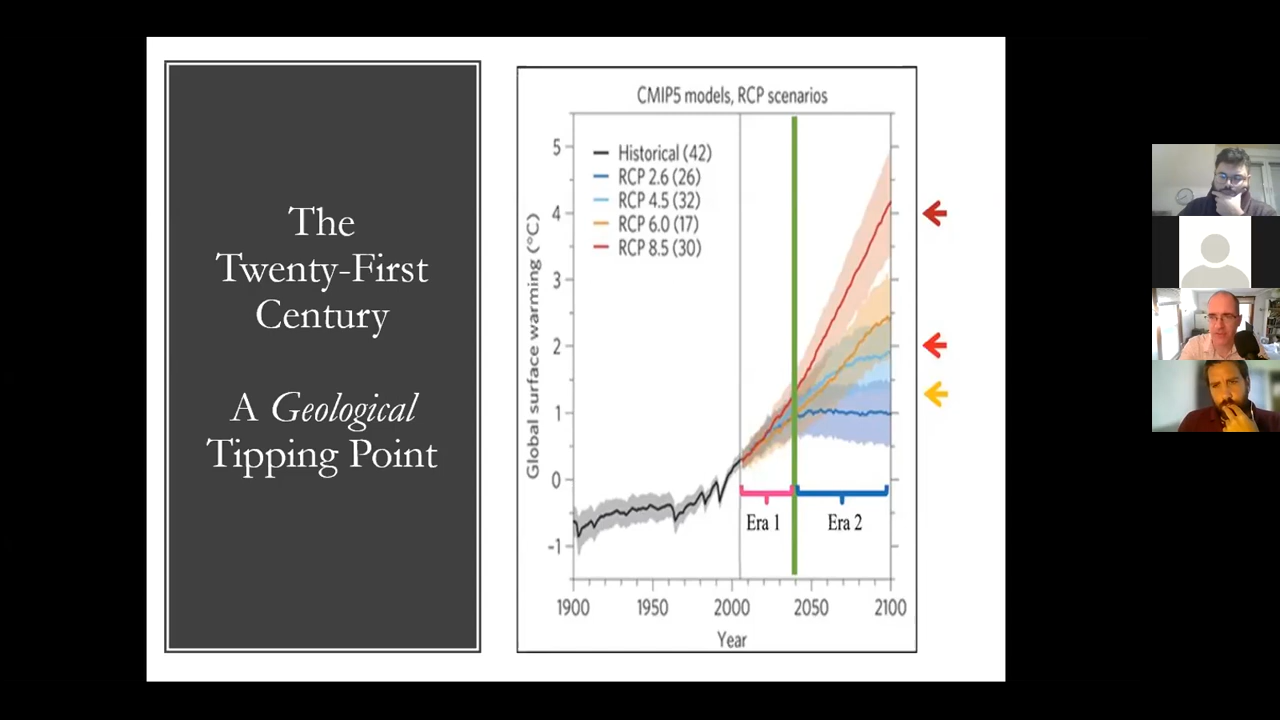 The
Twenty-First
Century
A Geological
Tipping Point
CMIP5 models, RCP scenarios
Historical (42)
RCP 2.6 (26)
RCP 4.5 (32)
RCP 6.0 (17)
RCP 8.5 (30)
Global surface warming (°C)
5
4
3
2
1
0
-1
Era 1
Era 2
1900
1950
2000
2050
2100
Year